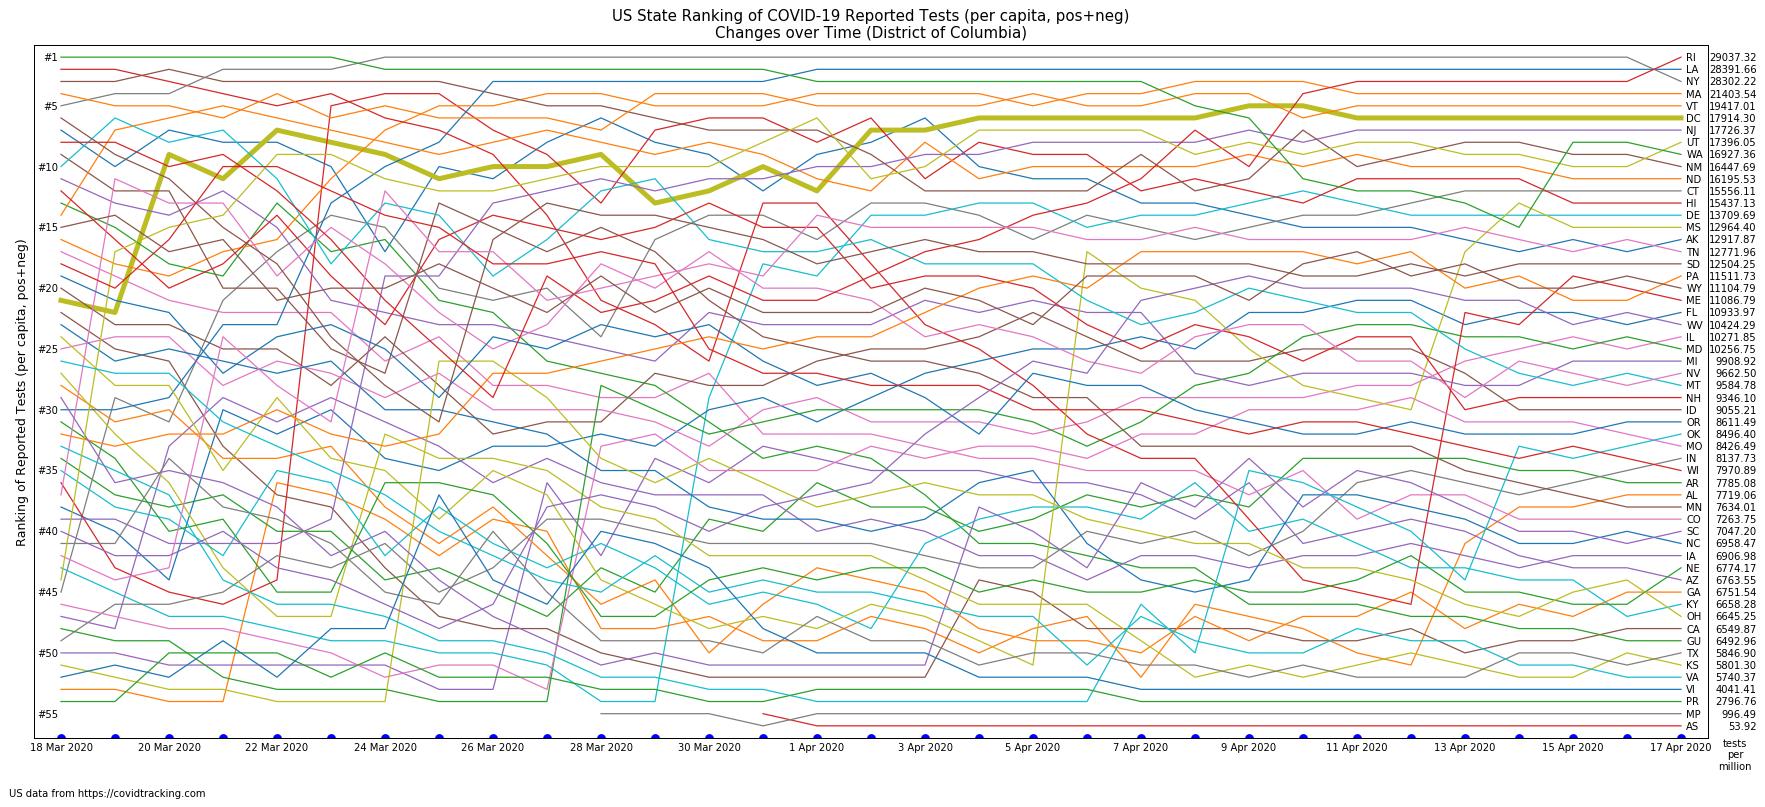 US State Ranking of COVID-19 Reported Tests (per capita, pos+neg)
Changes over Time (District of Columbia)
Ranking of Reported Tests (per capita, pos+neg)
#1
#5
#10
#15
#20
#25
#30
#35
#40
#45
#50
#55
RI 29037.32
LA 28391.66
NY 28302.22
MA 21403.54
VT 19417.01
DC 17914.30
NJ 17726.37
UT 17396.05
WA 16927.36
NM 16447.69
ND 16195.53
CT 15556.11
HI 15437.13
DE 13709.69
MS 12964.40
AK 12917.87
TN 12771.96
SD 12504.25
PA 11511.73
WY 11104.79
ME 11086.79
FL 10933.97
WV 10424.29
IL 10271.85
MD 10256.75
MI 9908.92
NV 9662.50
MT 9584.78
NH 9346.10
ID 9055.21
OR 8611.49
OK 8496.40
MO 8426.49
IN 8137.73
WI 7970.89
AR 7785.08
AL 7719.06
MN 7634.01
CO 7263.75
SC 7047.20
NC 6958.47
IA 6906.98
NE 6774.17
AZ 6763.55
GA 6751.54
KY 6658.28
OH 6645.25
CA 6549.87
GU 6492.96
TX 5846.90
KS 5801.30
VA 5740.37
VI 4041.41
PR 2796.76
MP 996.49
AS 53.92
18 Mar 2020 20 Mar 2020 22 Mar 2020 24 Mar 2020 26 Mar 2020 28 Mar 2020 30 Mar 2020 1 Apr 2020 3 Apr 2020 5 Apr 2020 7 Apr 2020 9 Apr 2020 11 Apr 2020 13 Apr 2020 15 Apr 2020 17 Apr 2020
tests
per
million
US data from https://covidtracking.com